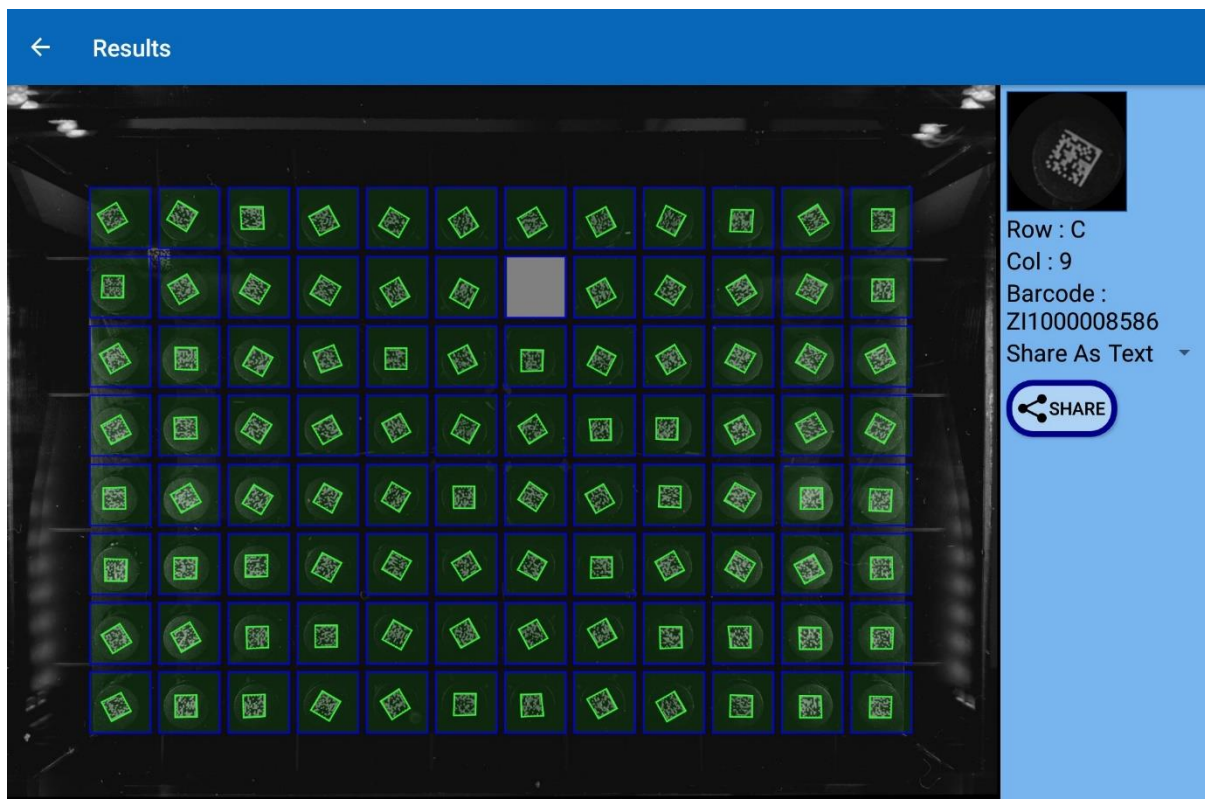 Results
Row : C
Col : 9
Barcode :
ZI1000008586
Share As Text
SHARE